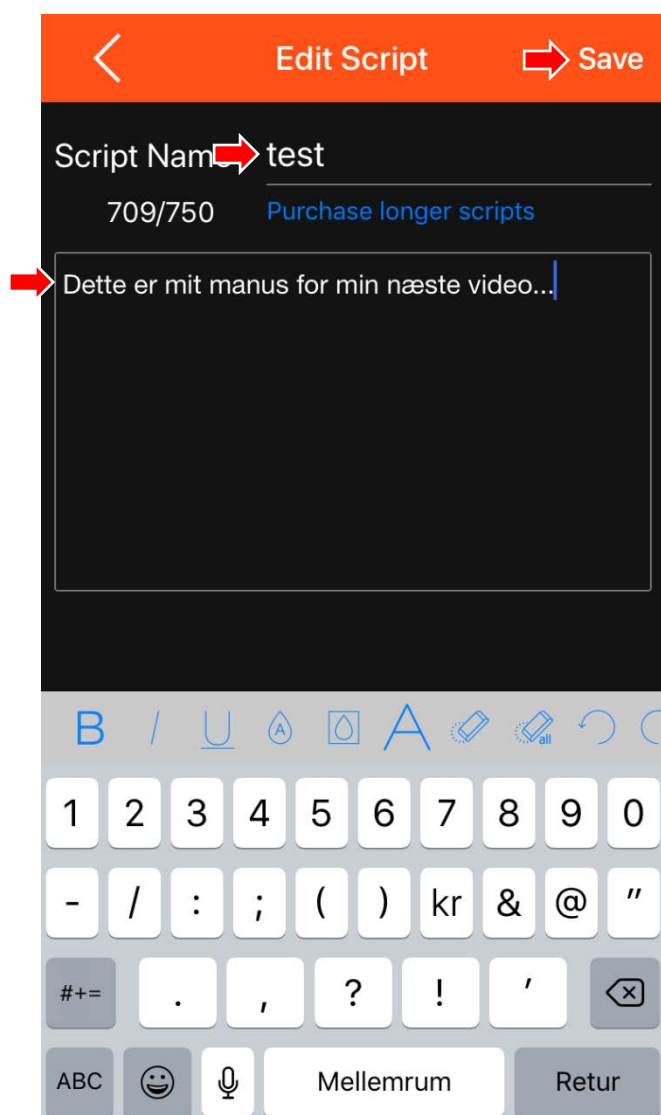 Edit Script
Save
Script Name
test
709/750
Purchase longer scripts
Dette er mit manus for min næste video...
B I U A A all
1 2 3 4 5 6 7 8 9 0
- / : ; ( ) kr & @ "
#+= . , ? ! '
ABC Mellemrum Retur